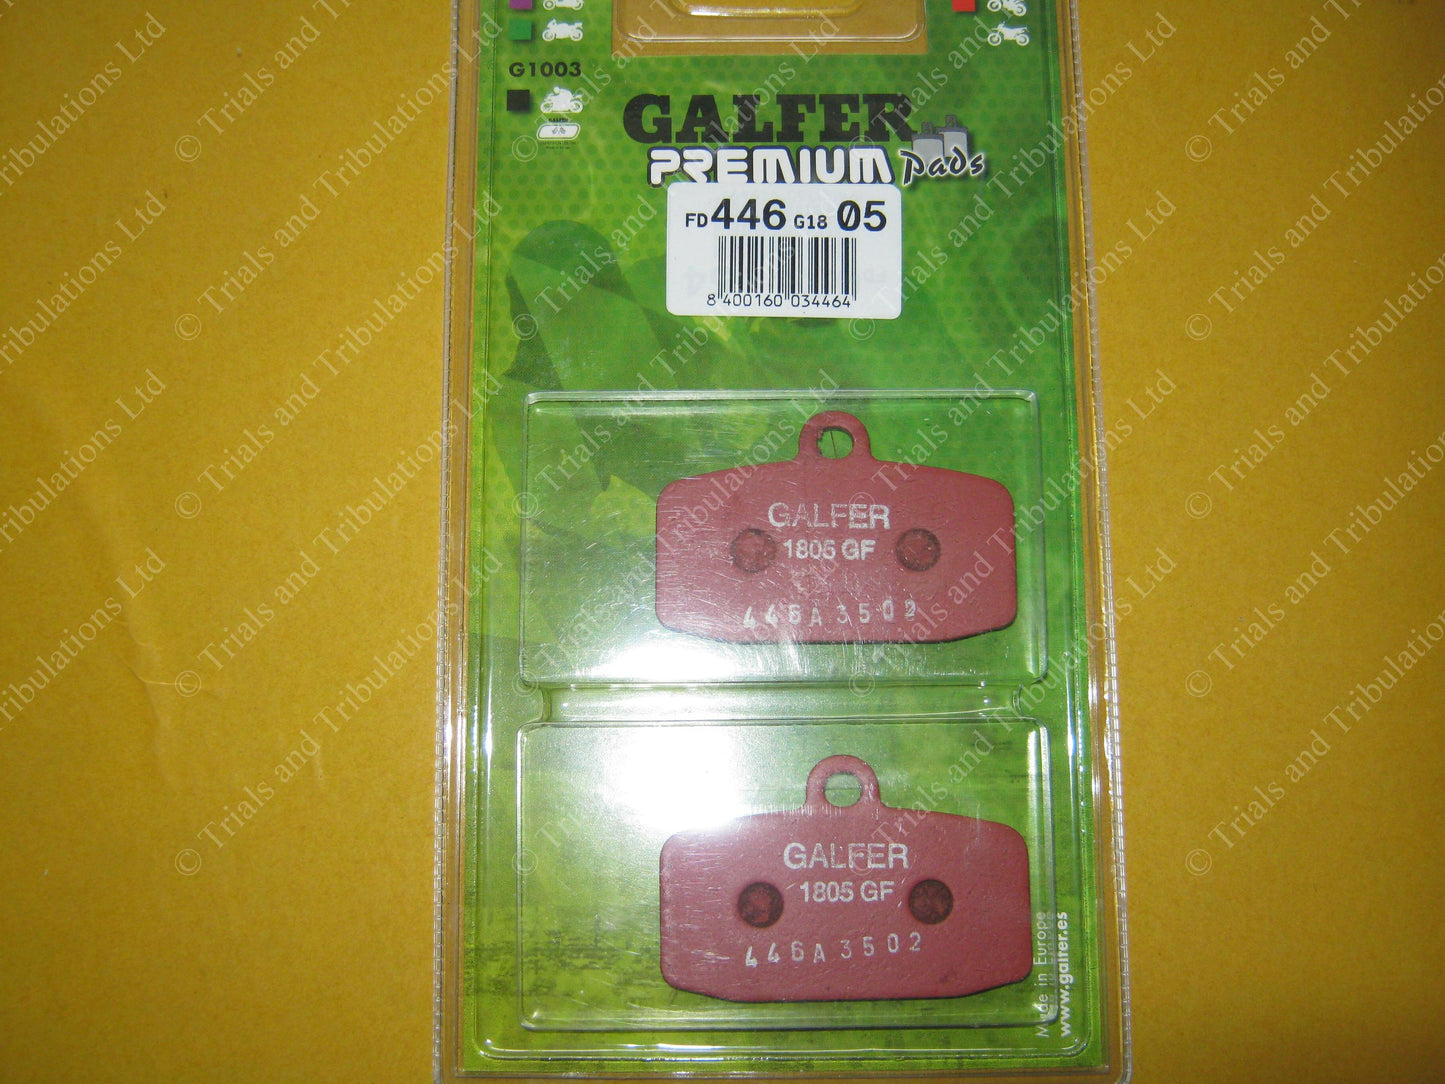 G1003
GALFER
PREMIUM Pads
FD 446 G18 05
8 400160 034464
GALFER
1805 GF
446A3502
GALFER
1805 GF
446A3502
Made in Europe
www.galfer.es
© Trials and Tribulations Ltd